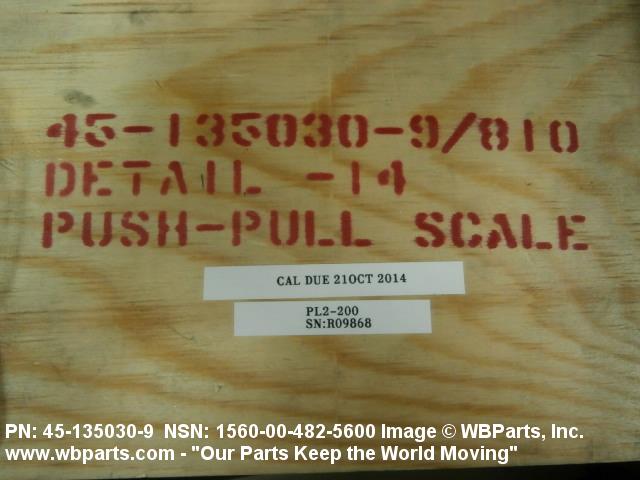 45-135030-9/810
DETAIL -14
PUSH-PULL SCALE
CAL DUE 21OCT 2014
PL2-200
SN:R09868
PN: 45-135030-9 NSN: 1560-00-482-5600 Image © WBParts, Inc.
www.wbparts.com - "Our Parts Keep the World Moving"